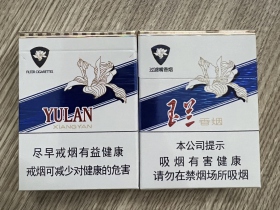 FILTER CIGARETTES
YULAN
XIANGYAN
尽早戒烟有益健康
戒烟可减少对健康的危害
过滤嘴香烟
玉兰
香烟
本公司提示
吸烟有害健康
请勿在禁烟场所吸烟